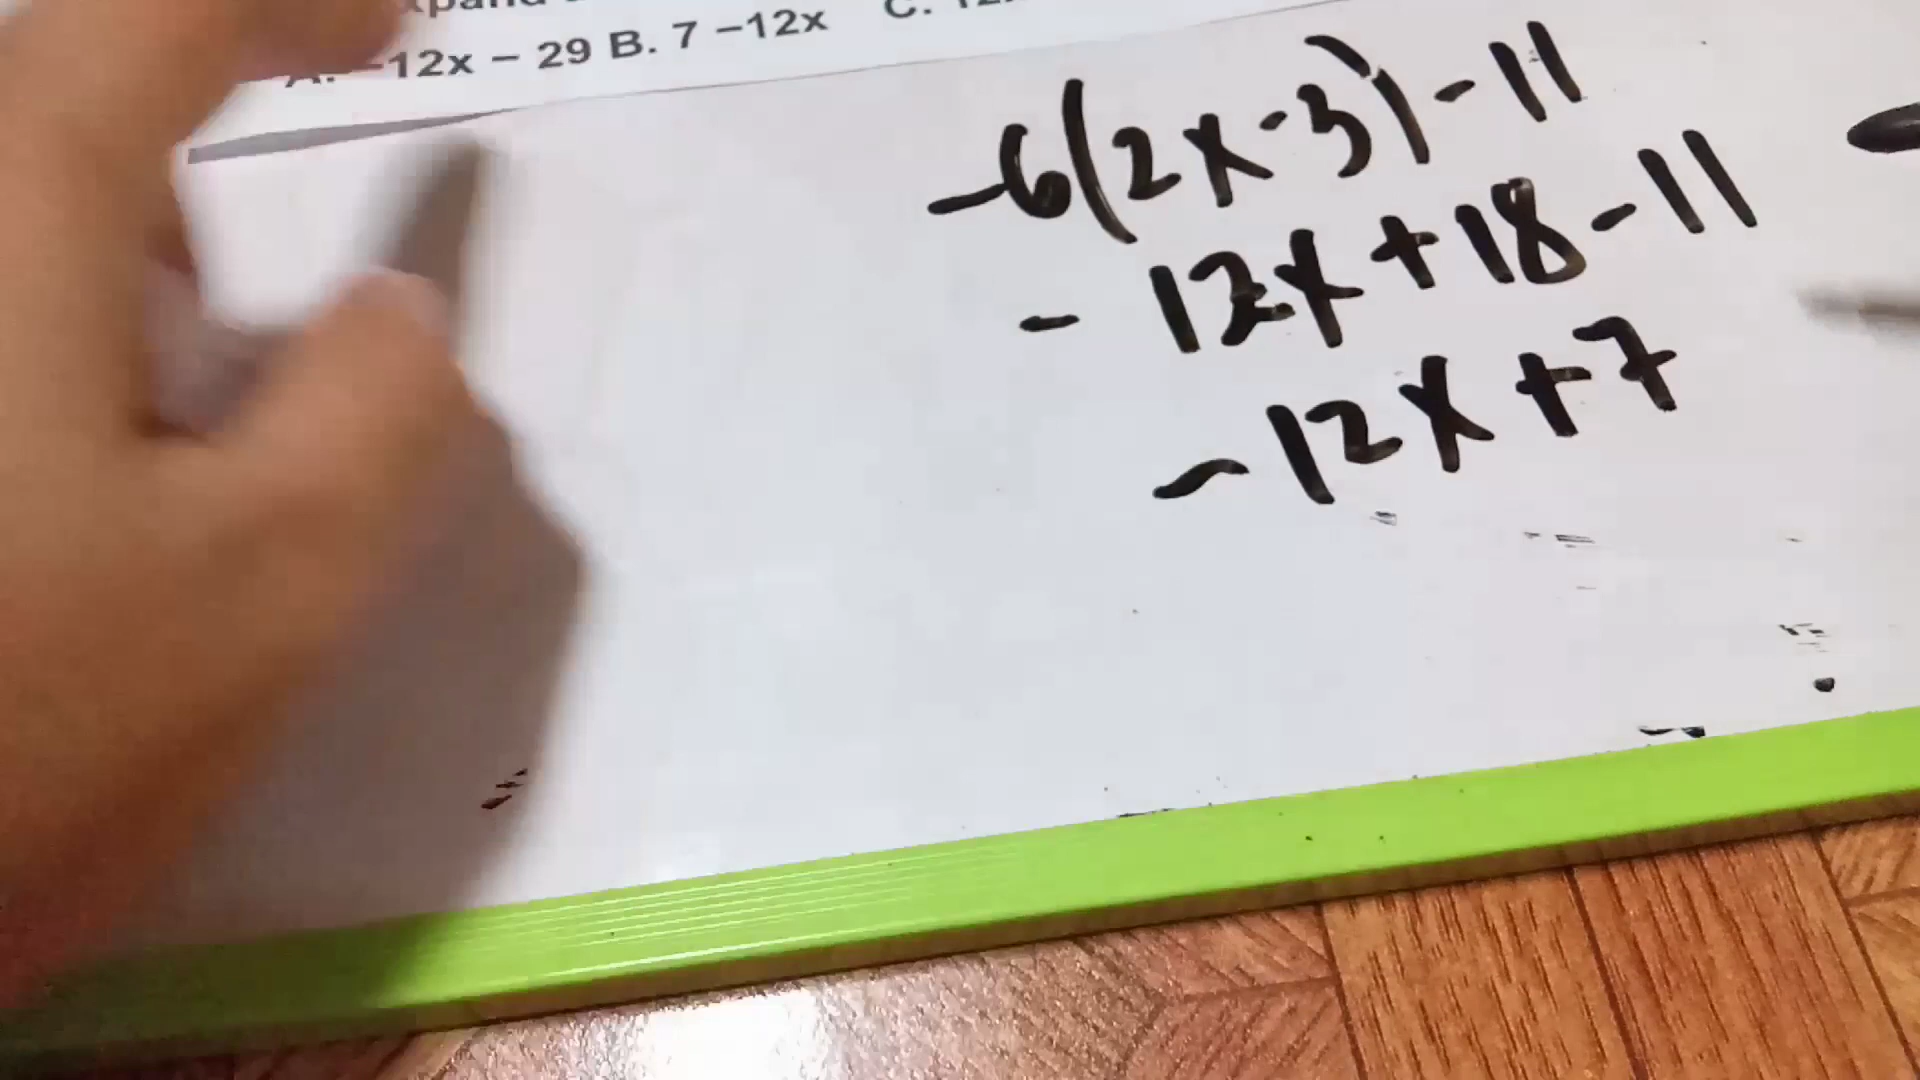 A. -12x – 29 B. 7 –12x C.
-6(2x-3)-11
- 12x+18-11
-12x+7